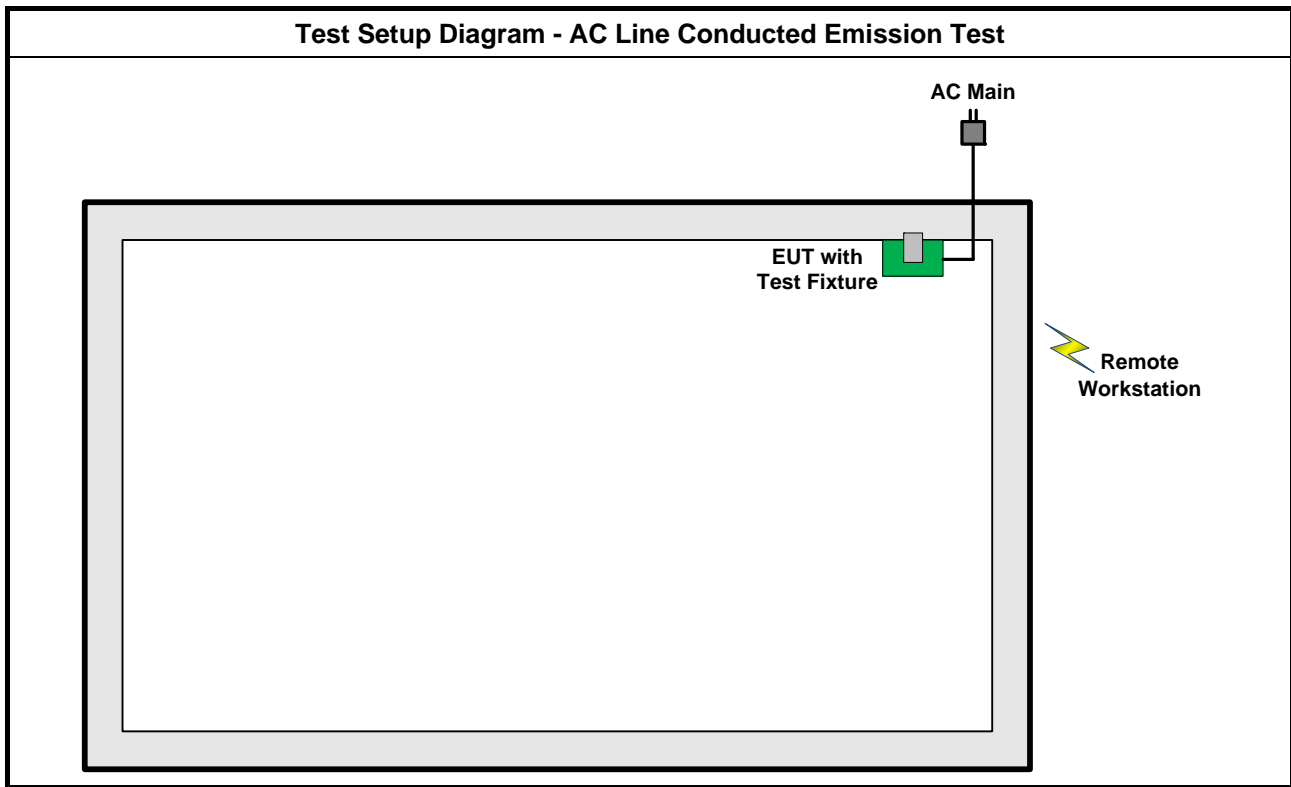 Test Setup Diagram - AC Line Conducted Emission Test
AC Main
EUT with
Test Fixture
Remote
Workstation